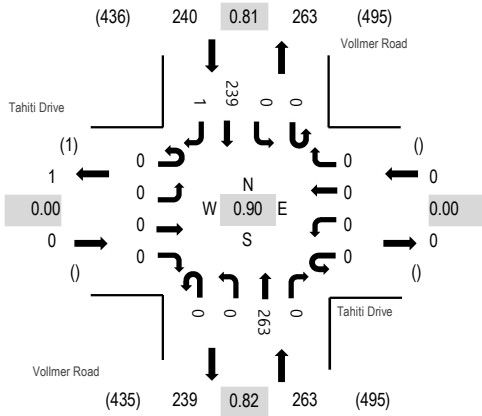 (436) 240 0.81 263 (495)
Vollmer Road
239
1 0 0
Tahiti Drive
(1) ()
0 0
1 0
0 N 0
0.00 W 0.90 E 0.00
0 S 0
0 0
0 0
() ()
0 0 263 0
Tahiti Drive
Vollmer Road
(435) 239 0.82 263 (495)